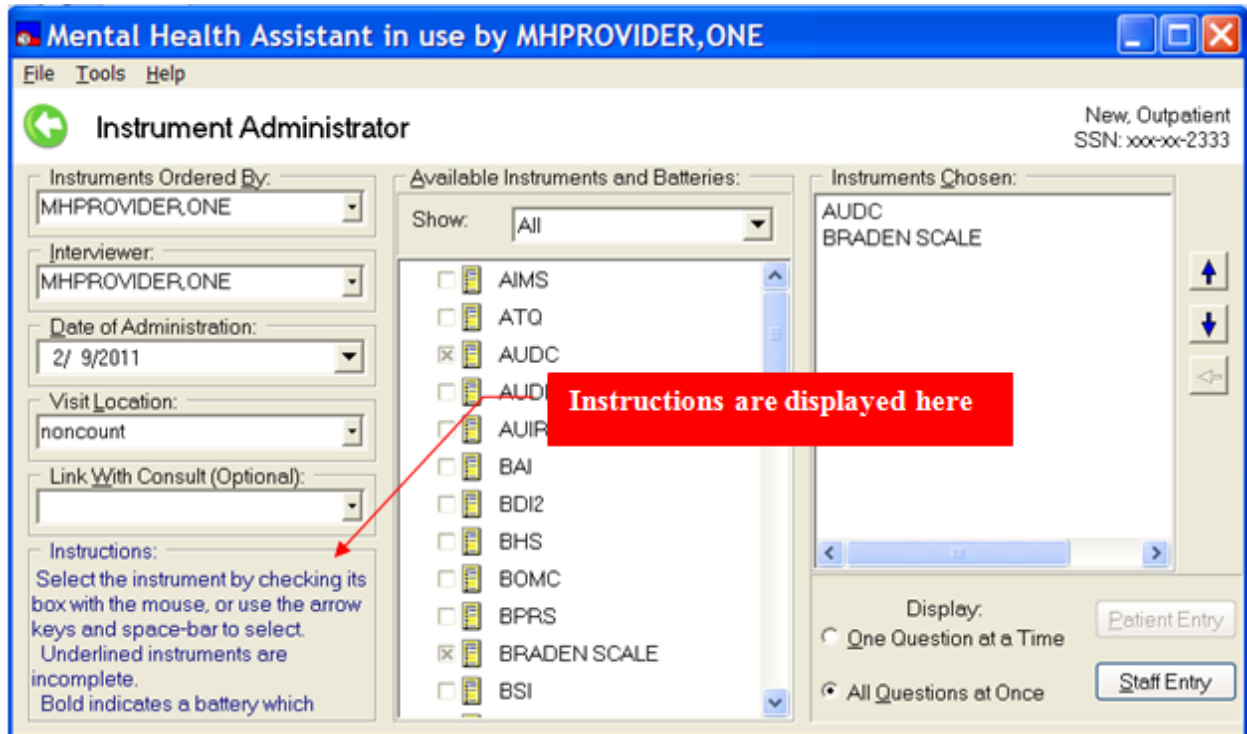 Mental Health Assistant in use by MHPROVIDER,ONE
File Tools Help
Instrument Administrator
New, Outpatient
SSN: xxx-xx-2333
Instruments Ordered By:
MHPROVIDER,ONE
Interviewer:
MHPROVIDER,ONE
Date of Administration:
2/ 9/2011
Visit Location:
noncount
Link With Consult (Optional):
Instructions:
Select the instrument by checking its
box with the mouse, or use the arrow
keys and space-bar to select.
Underlined instruments are
incomplete.
Bold indicates a battery which
Available Instruments and Batteries:
Show: All
AIMS
ATQ
AUDC
AUIR
BAI
BDI2
BHS
BOMC
BPRS
BRADEN SCALE
BSI
Instructions are displayed here
Instruments Chosen:
AUDC
BRADEN SCALE
Display:
One Question at a Time
All Questions at Once
Patient Entry
Staff Entry